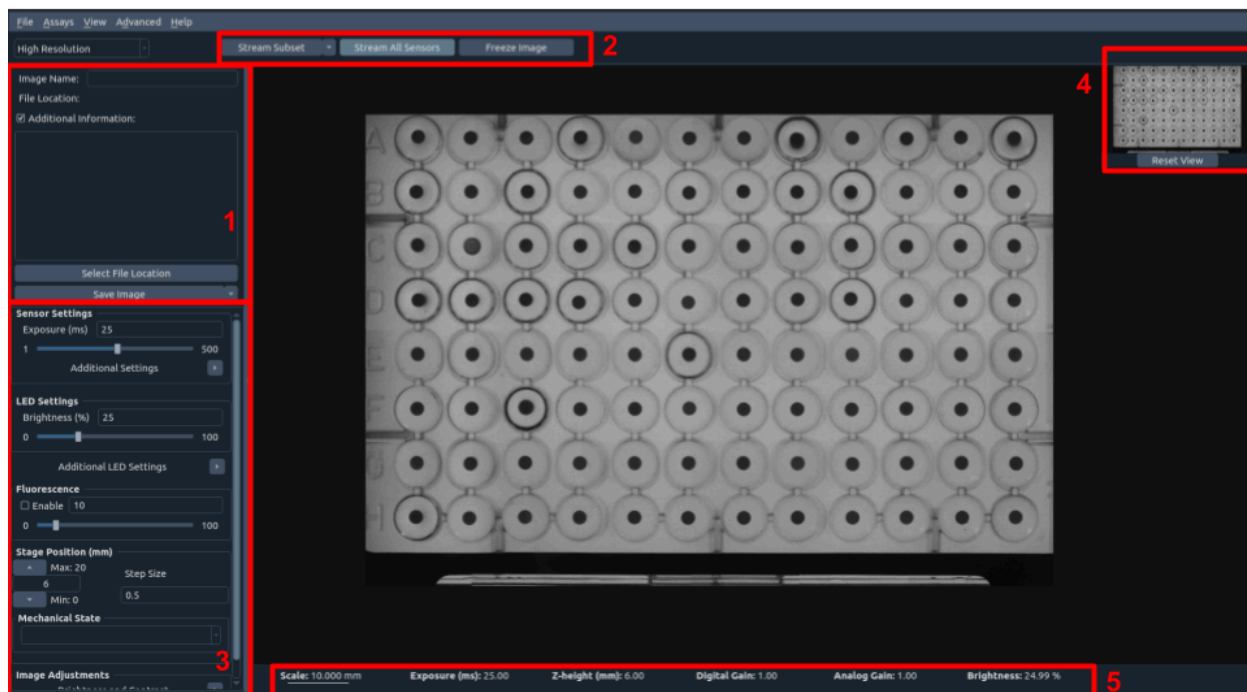 File Assays View Advanced Help
High Resolution
Stream Subset Stream All Sensors Freeze Image
2
Image Name:
File Location:
Additional Information:
1
Select File Location
Save Image
4
Reset View
A
B
C
D
E
F
G
H
Sensor Settings
Exposure (ms) 25
1 500
Additional Settings
LED Settings
Brightness (%) 25
0 100
Additional LED Settings
Fluorescence
Enable 10
0 100
Stage Position (mm)
Max: 20
6
Min: 0
Step Size
0.5
Mechanical State
3
Image Adjustments
Brightness and Contrast
Scale: 10.000 mm Exposure (ms): 25.00 Z-height (mm): 6.00 Digital Gain: 1.00 Analog Gain: 1.00 Brightness: 24.99 %
5